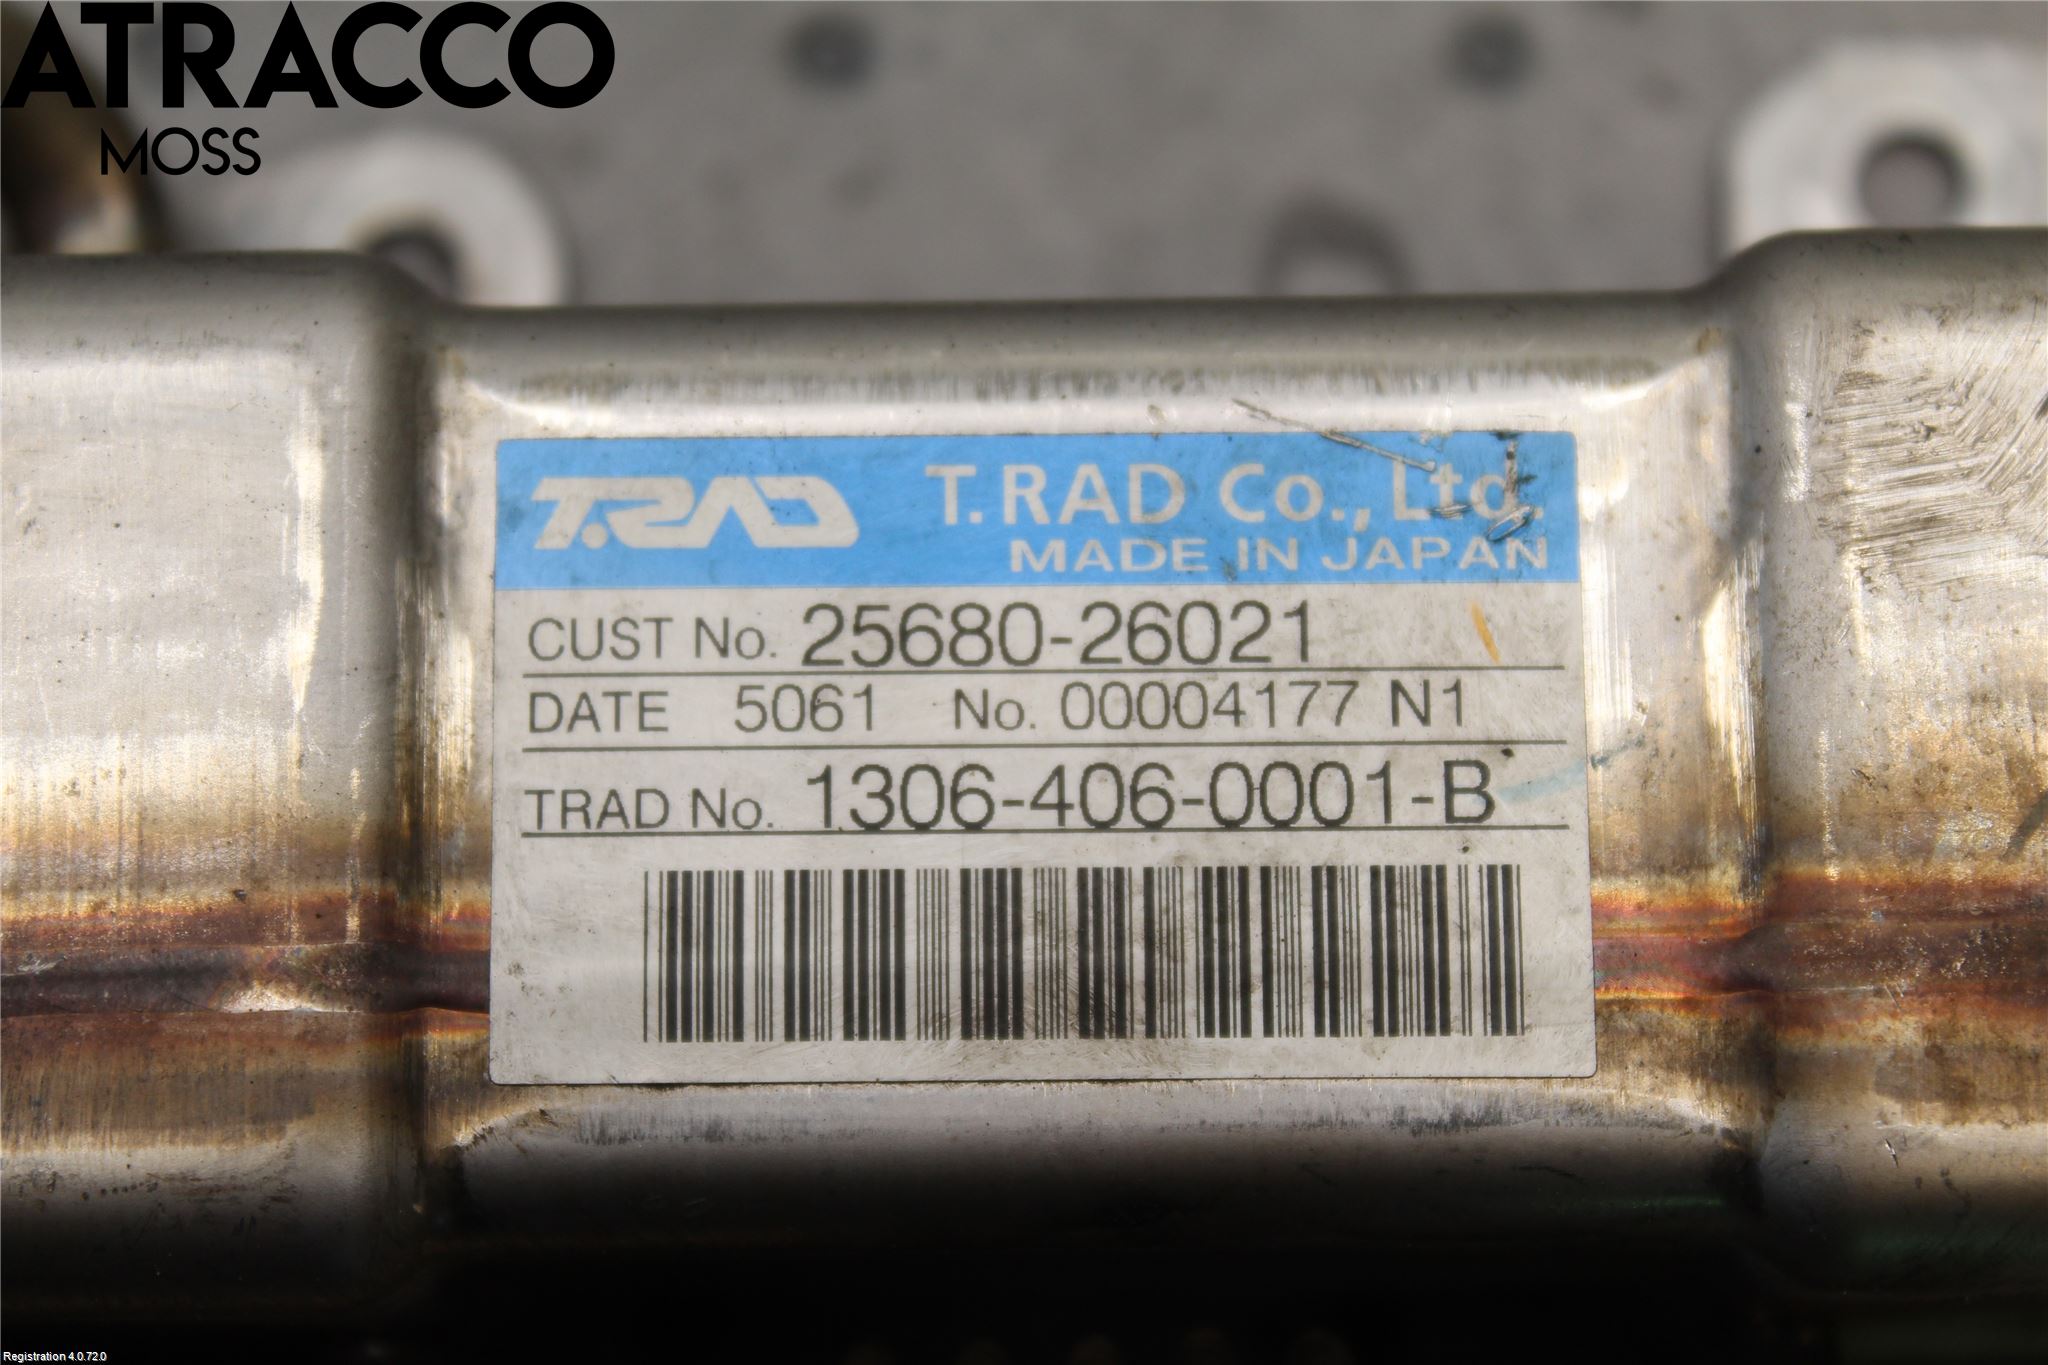 ATRACCO
MOSS
T.RAD T.RAD Co., Ltd.
MADE IN JAPAN
CUST No. 25680-26021
DATE 5061 No. 00004177 N1
TRAD No. 1306-406-0001-B
Registration 4.0.72.0